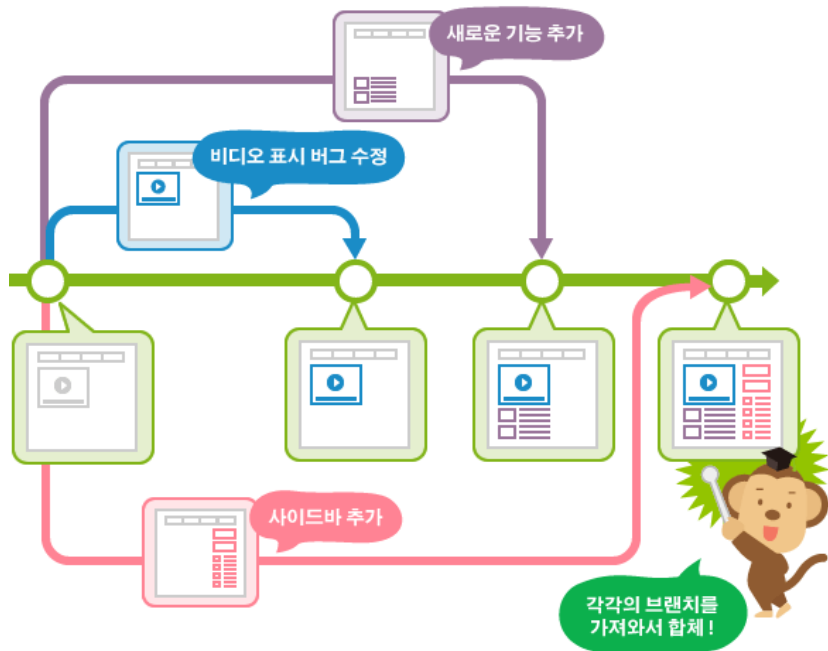 새로운 기능 추가
비디오 표시 버그 수정
사이드바 추가
각각의 브랜치를
가져와서 합체 !